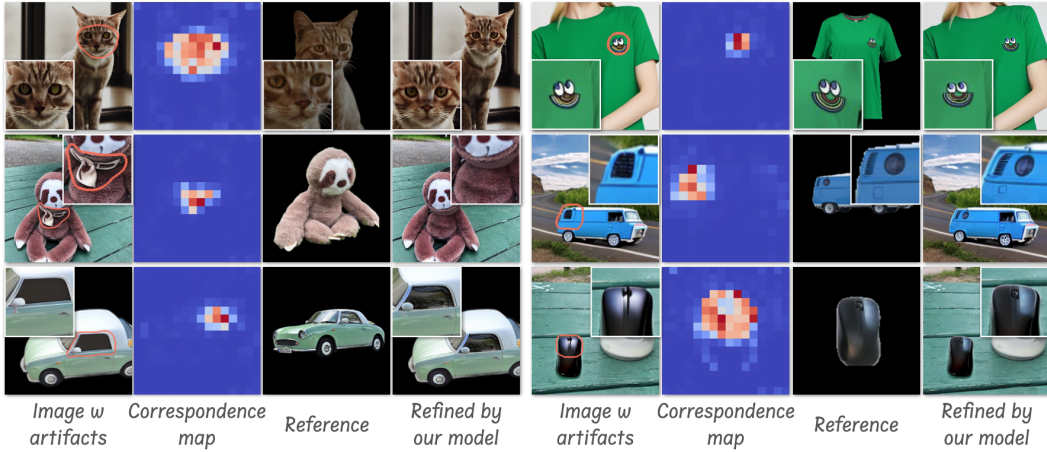 Image w
artifacts
Correspondence
map
Reference
Refined by
our model
Image w
artifacts
Correspondence
map
Reference
Refined by
our model